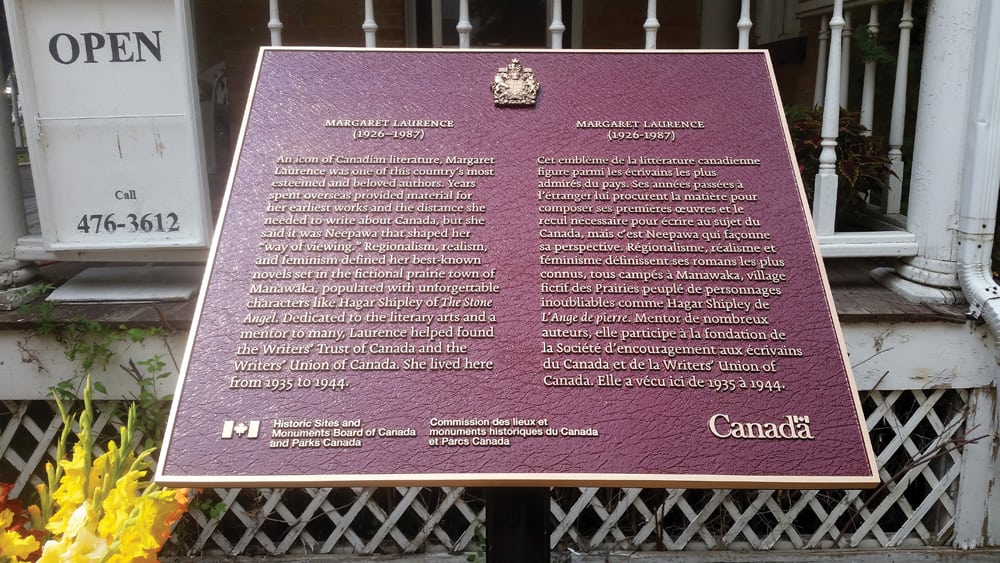 OPEN
Call
476-3612
MARGARET LAURENCE
(1926–1987)
An icon of Canadian literature, Margaret
Laurence was one of this country's most
esteemed and beloved authors. Years
spent overseas provided material for
her earliest works and the distance she
needed to write about Canada, but she
said it was Neepawa that shaped her
"way of viewing." Regionalism, realism,
and feminism defined her best-known
novels set in the fictional prairie town of
Manawaka, populated with unforgettable
characters like Hagar Shipley of The Stone
Angel. Dedicated to the literary arts and a
mentor to many, Laurence helped found
the Writers' Trust of Canada and the
Writers' Union of Canada. She lived here
from 1935 to 1944.
MARGARET LAURENCE
(1926-1987)
Cet emblème de la littérature canadienne
figure parmi les écrivains les plus
admirés du pays. Ses années passées à
l'étranger lui procurent la matière pour
composer ses premières œuvres et le
recul nécessaire pour écrire au sujet du
Canada, mais c'est Neepawa qui façonne
sa perspective. Régionalisme, réalisme et
féminisme définissent ses romans les plus
connus, tous campés à Manawaka, village
fictif des Prairies peuplé de personnages
inoubliables comme Hagar Shipley de
L'Ange de pierre. Mentor de nombreux
auteurs, elle participe à la fondation de
la Société d'encouragement aux écrivains
du Canada et de la Writers' Union of
Canada. Elle a vécu ici de 1935 à 1944.
Historic Sites and
Monuments Board of Canada
and Parks Canada
Commission des lieux et
monuments historiques du Canada
et Parcs Canada
Canada